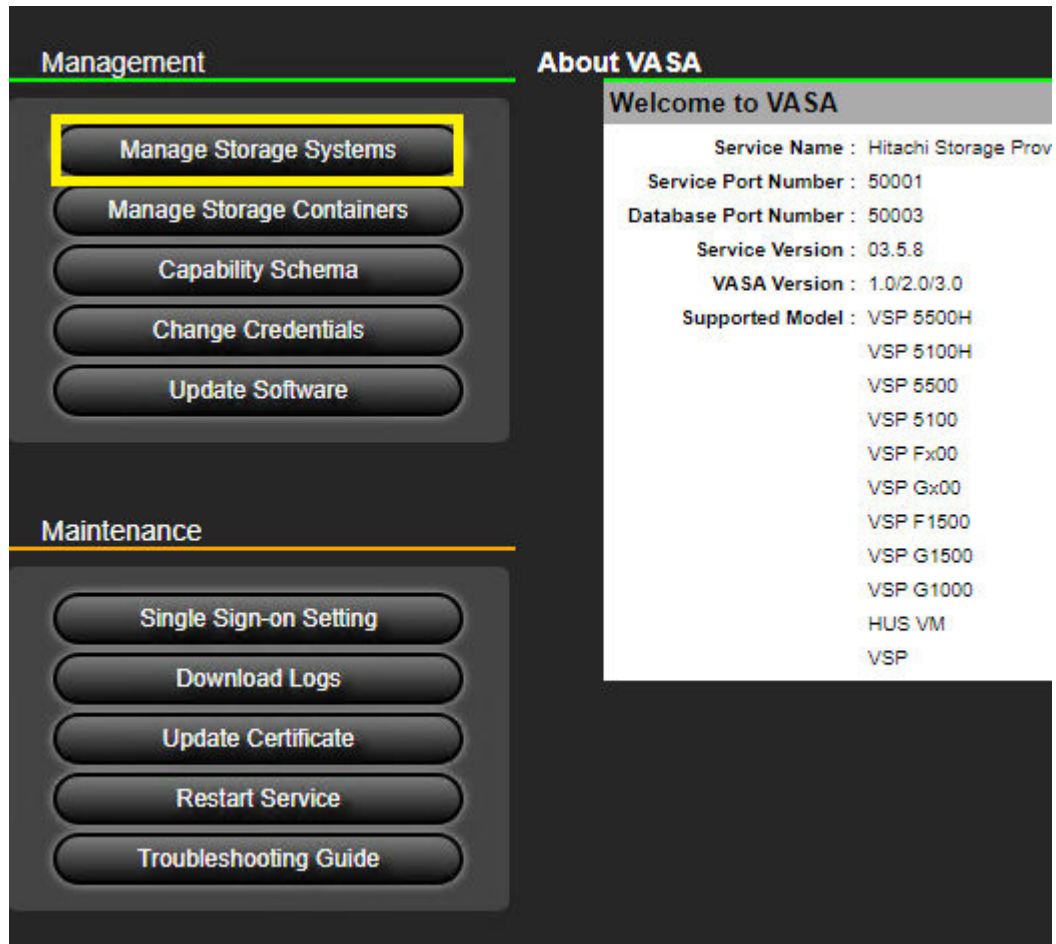 Management
Manage Storage Systems
Manage Storage Containers
Capability Schema
Change Credentials
Update Software
Maintenance
Single Sign-on Setting
Download Logs
Update Certificate
Restart Service
Troubleshooting Guide
About VASA
Welcome to VASA
Service Name : Hitachi Storage Prov
Service Port Number : 50001
Database Port Number : 50003
Service Version : 03.5.8
VASA Version : 1.0/2.0/3.0
Supported Model : VSP 5500H
VSP 5100H
VSP 5500
VSP 5100
VSP Fx00
VSP Gx00
VSP F1500
VSP G1500
VSP G1000
HUS VM
VSP